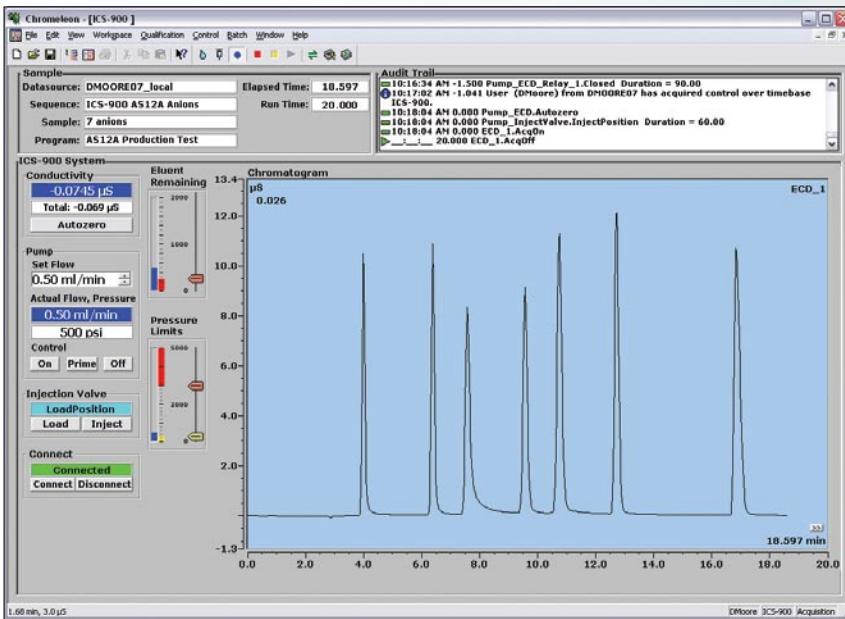 Chromeleon - [ICS-900 ]
File Edit View Workspace Qualification Control Batch Window Help
Sample
Datasource: DMOORE07_local
Sequence: ICS-900 AS12A Anions
Sample: 7 anions
Program: AS12A Production Test
Elapsed Time: 18.597
Run Time: 20.000
Audit Trail
10:16:34 AM -1.500 Pump_ECD_Relay_1.Closed Duration = 90.00
10:17:02 AM -1.041 User (DMoore) from DMOORE07 has acquired control over timebase
ICS-900.
10:18:04 AM 0.000 Pump_ECD.Autozero
10:18:04 AM 0.000 Pump_InjectValve.InjectPosition Duration = 60.00
10:18:04 AM 0.000 ECD_1.AcqOn
__:__:__ 20.000 ECD_1.AcqOff
ICS-900 System
Conductivity
-0.0745 µS
Total: -0.069 µS
Autozero
Pump
Set Flow
0.50 ml/min
Actual Flow, Pressure
0.50 ml/min
500 psi
Control
On Prime Off
Injection Valve
LoadPosition
Load Inject
Connect
Connected
Connect Disconnect
Eluent
Remaining
2000
1000
0
Pressure
Limits
5000
2000
0
Chromatogram
µS
0.026
ECD_1
13.4
12.0
10.0
8.0
6.0
4.0
2.0
-1.3
>>
18.597 min
0.0 2.0 4.0 6.0 8.0 10.0 12.0 14.0 16.0 18.0 20.0
1.68 min, 3.0 µS
DMoore ICS-900 Acquisition